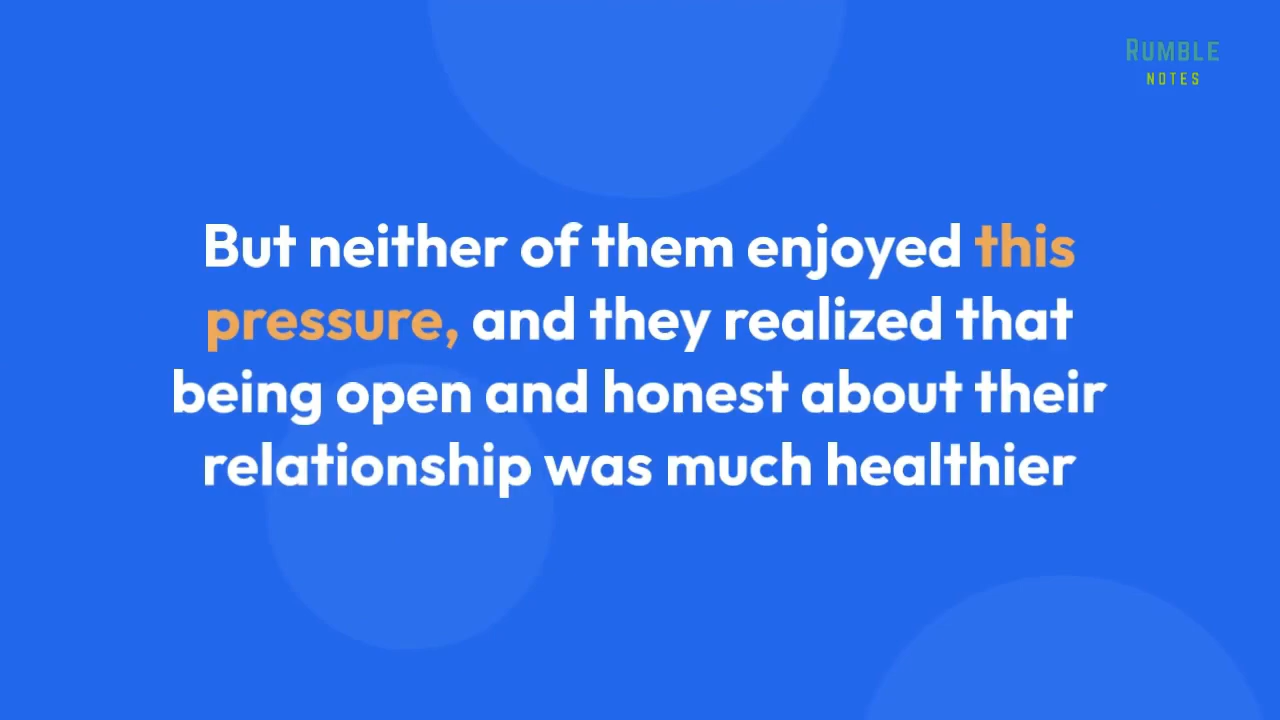 RUMBLE
NOTES
But neither of them enjoyed this
pressure, and they realized that
being open and honest about their
relationship was much healthier